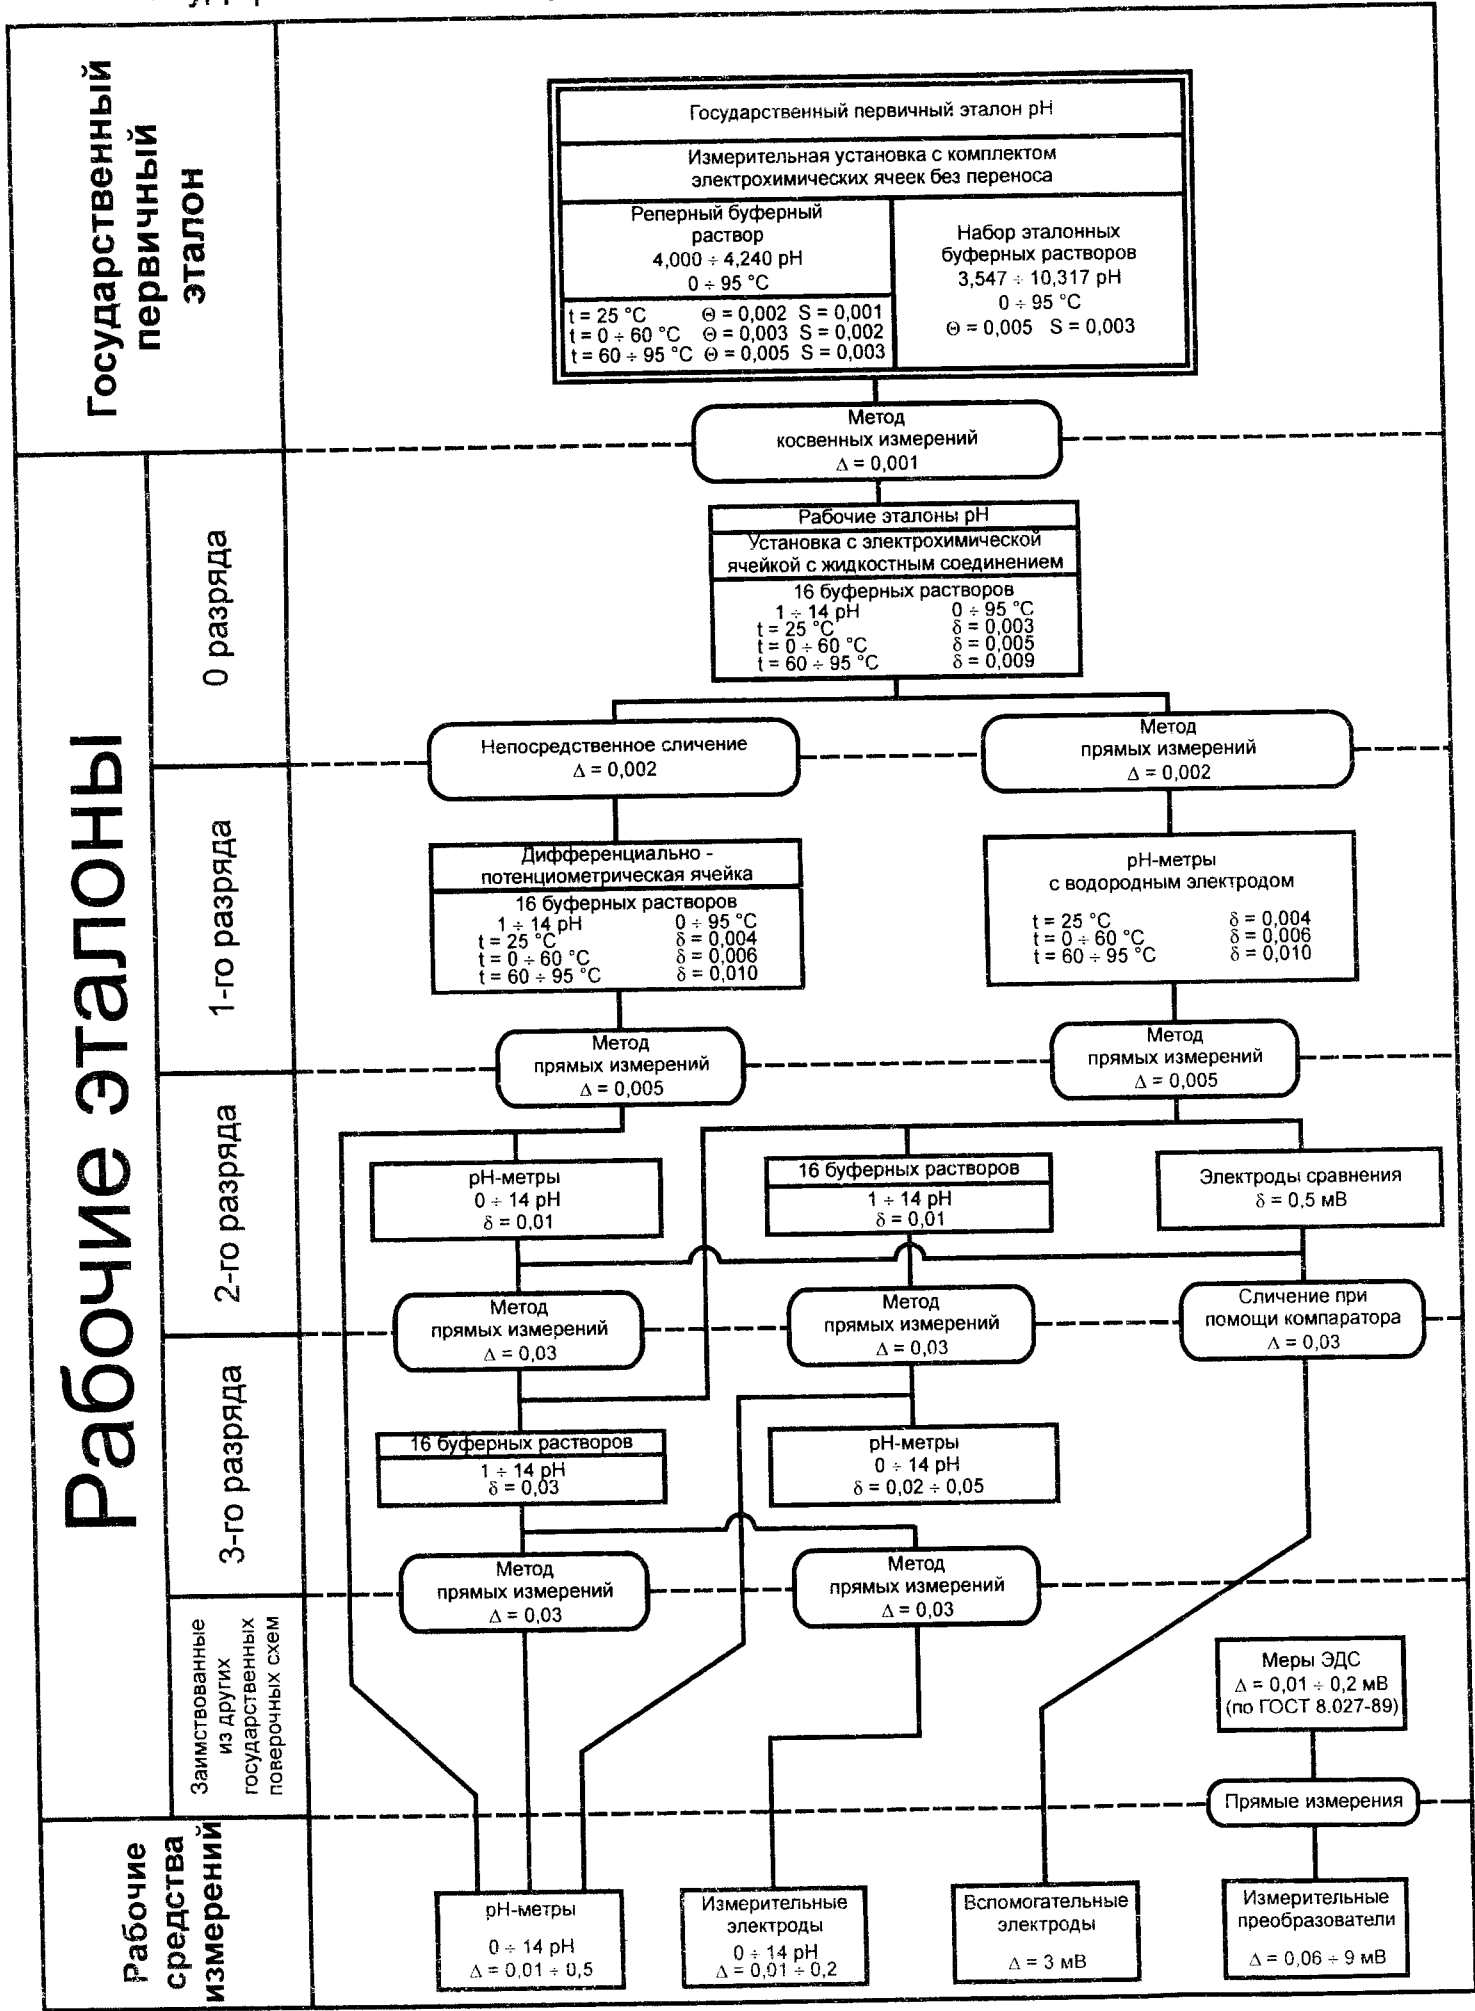 Государственный
первичный
эталон
Государственный первичный эталон pH
Измерительная установка с комплектом
электрохимических ячеек без переноса
Реперный буферный
раствор
4,000 ÷ 4,240 pH
0 ÷ 95 °C
t = 25 °C Θ = 0,002 S = 0,001
t = 0 ÷ 60 °C Θ = 0,003 S = 0,002
t = 60 ÷ 95 °C Θ = 0,005 S = 0,003
Набор эталонных
буферных растворов
3,547 ÷ 10,317 pH
0 ÷ 95 °C
Θ = 0,005 S = 0,003
Метод
косвенных измерений
Δ = 0,001
Рабочие эталоны
0 разряда
Рабочие эталоны pH
Установка с электрохимической
ячейкой с жидкостным соединением
16 буферных растворов
1 ÷ 14 pH 0 ÷ 95 °C
t = 25 °C δ = 0,003
t = 0 ÷ 60 °C δ = 0,005
t = 60 ÷ 95 °C δ = 0,009
Непосредственное сличение
Δ = 0,002
Метод
прямых измерений
Δ = 0,002
1-го разряда
Дифференциально -
потенциометрическая ячейка
16 буферных растворов
1 ÷ 14 pH 0 ÷ 95 °C
t = 25 °C δ = 0,004
t = 0 ÷ 60 °C δ = 0,006
t = 60 ÷ 95 °C δ = 0,010
pH-метры
с водородным электродом
t = 25 °C δ = 0,004
t = 0 ÷ 60 °C δ = 0,006
t = 60 ÷ 95 °C δ = 0,010
Метод
прямых измерений
Δ = 0,005
Метод
прямых измерений
Δ = 0,005
2-го разряда
pH-метры
0 ÷ 14 pH
δ = 0,01
16 буферных растворов
1 ÷ 14 pH
δ = 0,01
Электроды сравнения
δ = 0,5 мВ
Метод
прямых измерений
Δ = 0,03
Метод
прямых измерений
Δ = 0,03
Сличение при
помощи компаратора
Δ = 0,03
3-го разряда
16 буферных растворов
1 ÷ 14 pH
δ = 0,03
pH-метры
0 ÷ 14 pH
δ = 0,02 ÷ 0,05
Метод
прямых измерений
Δ = 0,03
Метод
прямых измерений
Δ = 0,03
Заимствованные
из других
государственных
поверочных схем
Меры ЭДС
Δ = 0,01 ÷ 0,2 мВ
(по ГОСТ 8.027-89)
Прямые измерения
Рабочие
средства
измерений
pH-метры
0 ÷ 14 pH
Δ = 0,01 ÷ 0,5
Измерительные
электроды
0 ÷ 14 pH
Δ = 0,01 ÷ 0,2
Вспомогательные
электроды
Δ = 3 мВ
Измерительные
преобразователи
Δ = 0,06 ÷ 9 мВ